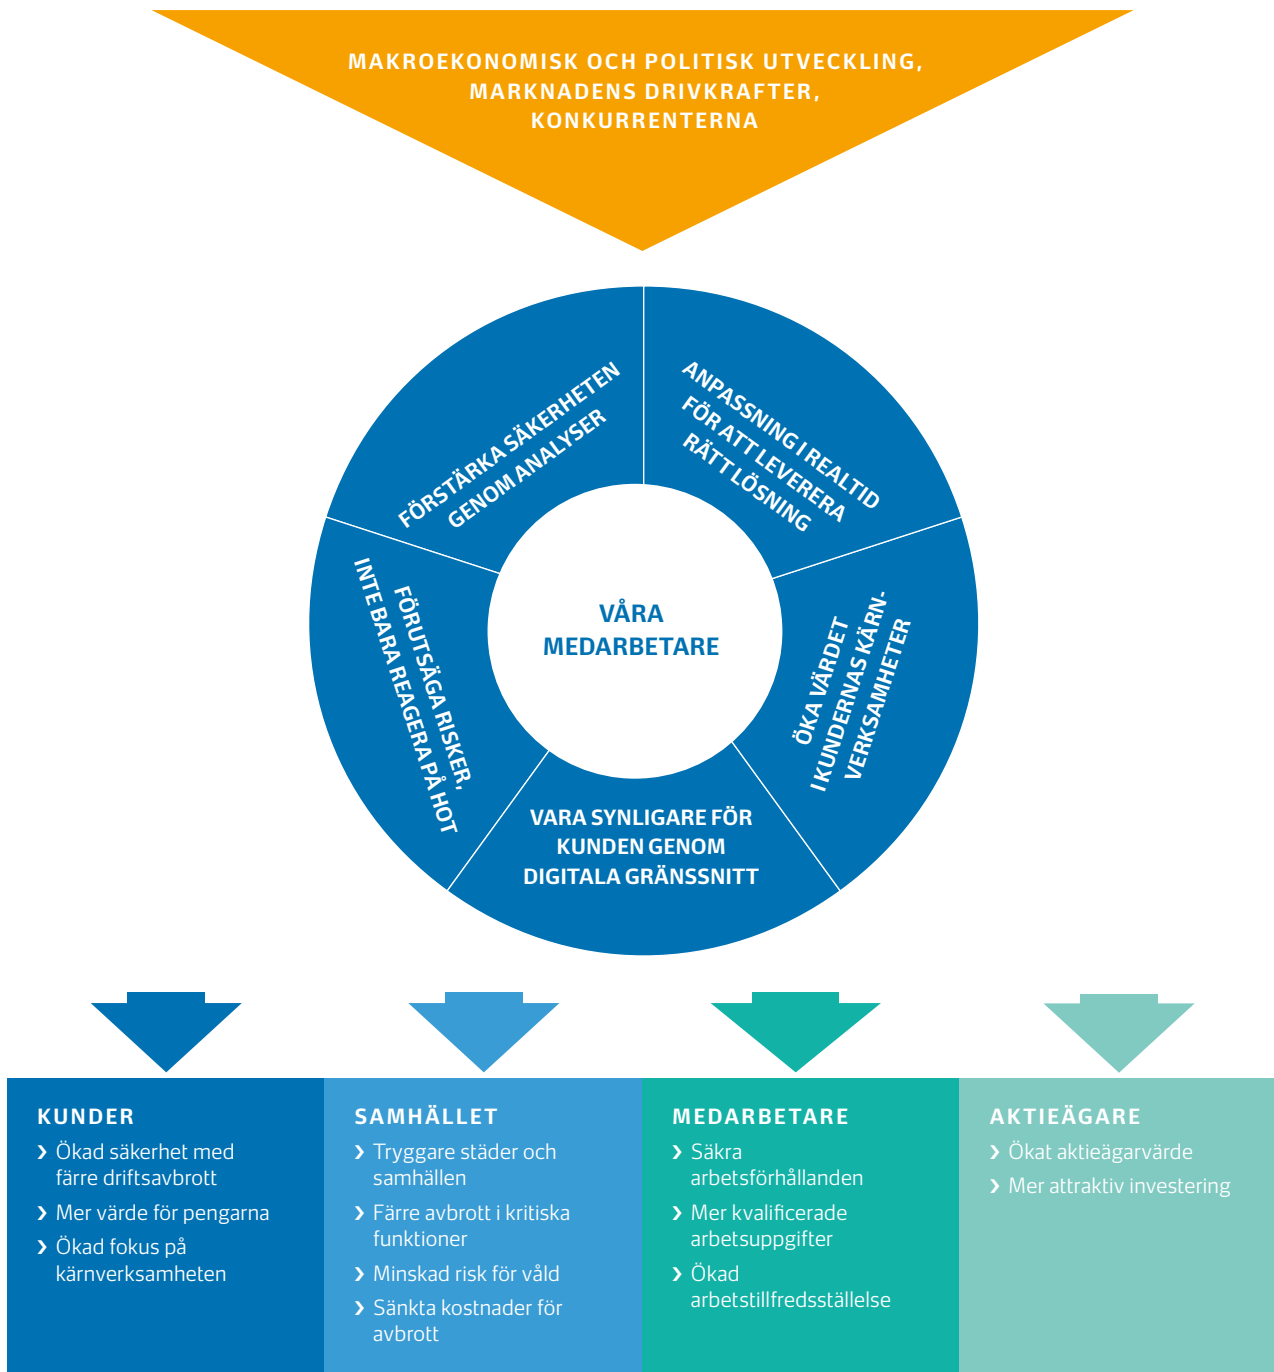 MAKROEKONOMISK OCH POLITISK UTVECKLING,
MARKNADENS DRIVKRAFTER,
KONKURRENTERNA
FÖRSTÄRKA SÄKERHETEN
GENOM ANALYSER
ANPASSNING I REALTID
FÖR ATT LEVERERA
RÄTT LÖSNING
FÖRUTSÄGA RISKER,
INTE BARA REAGERA PÅ HOT
VÅRA
MEDARBETARE
ÖKA VÄRDET
I KUNDERNAS KÄRN-
VERKSAMHETER
VARA SYNLIGARE FÖR
KUNDEN GENOM
DIGITALA GRÄNSSNITT
KUNDER
› Ökad säkerhet med
färre driftsavbrott
› Mer värde för pengarna
› Ökad fokus på
kärnverksamheten
SAMHÄLLET
› Tryggare städer och
samhällen
› Färre avbrott i kritiska
funktioner
› Minskad risk för våld
› Sänkta kostnader för
avbrott
MEDARBETARE
› Säkra
arbetsförhållanden
› Mer kvalificerade
arbetsuppgifter
› Ökad
arbetstillfredsställelse
AKTIEÄGARE
› Ökat aktieägarvärde
› Mer attraktiv investering